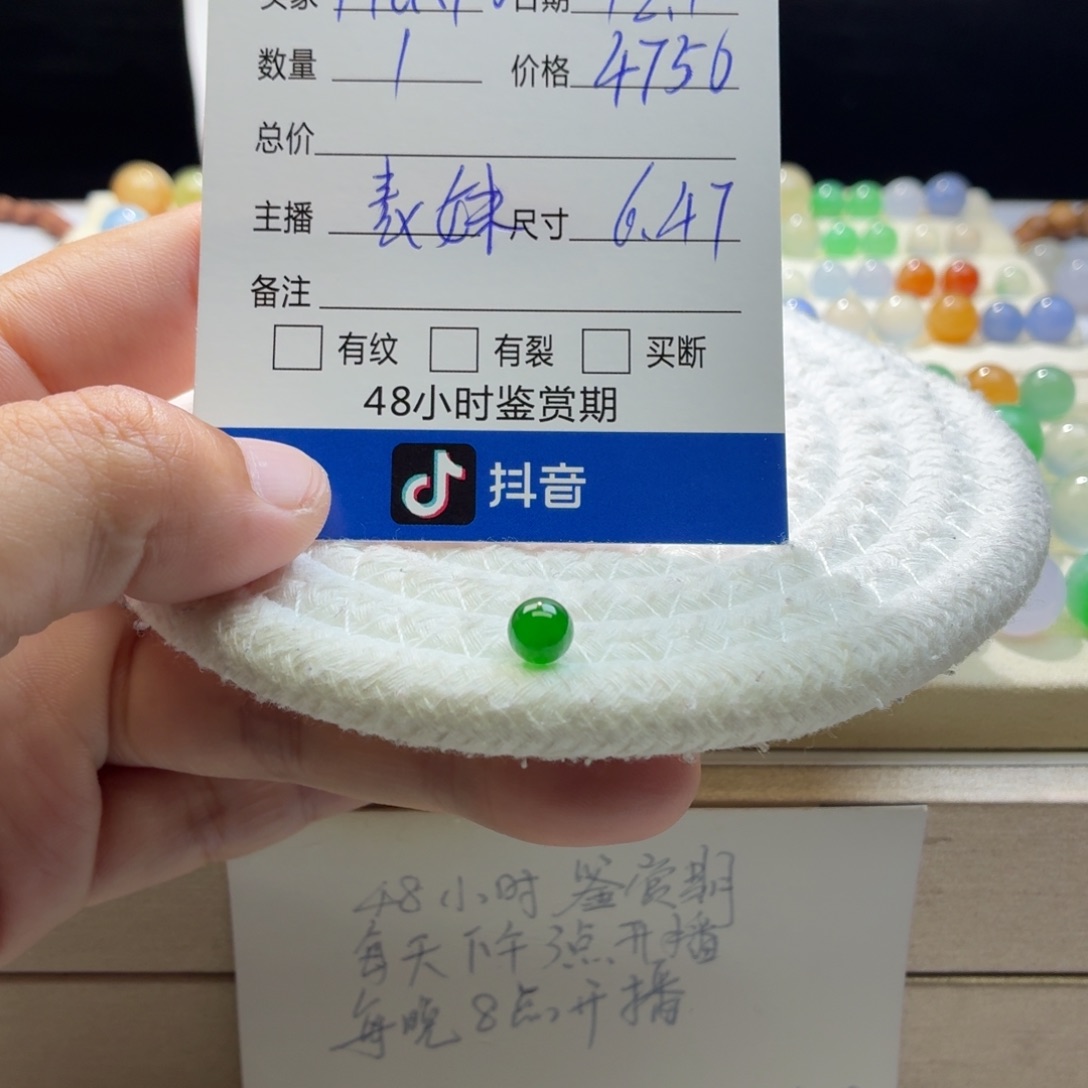 数量 1 价格 4756
总价
主播 表妹 尺寸 6.47
备注
有纹 有裂 买断
48小时鉴赏期
抖音
48小时鉴赏期
每天下午3点开播
每晚8点开播